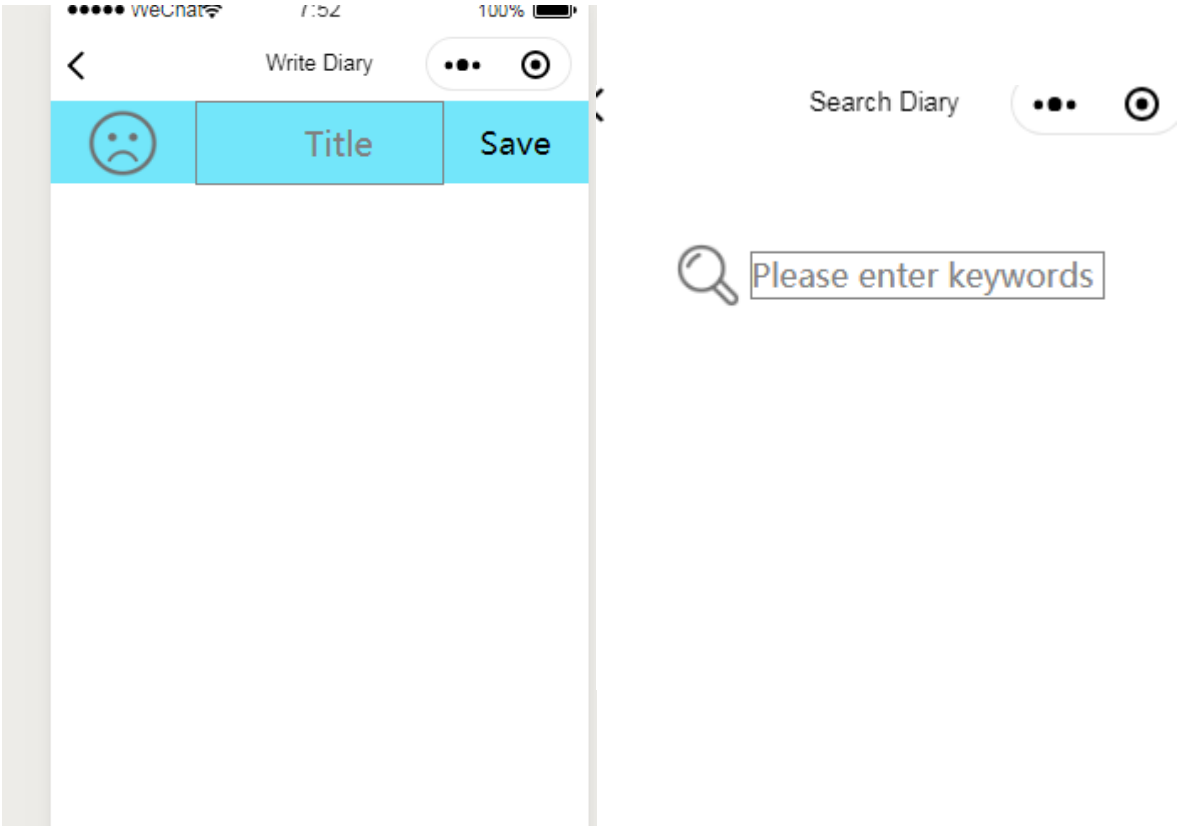 WeChat 7:52 100%
Write Diary
Title Save
Search Diary
Please enter keywords